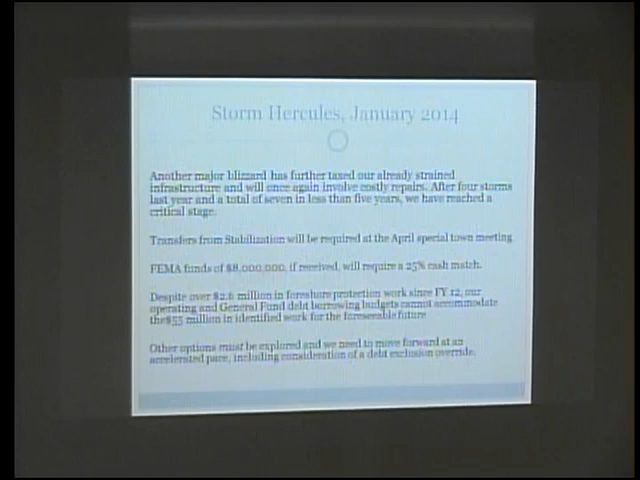 Storm Hercules, January 2014
Another major blizzard has further taxed our already strained
infrastructure and will once again involve costly repairs. After four storms
last year and a total of seven in less than five years, we have reached a
critical stage.
Transfers from Stabilization will be required at the April special town meeting
FEMA funds of $8,000,000, if received, will require a 25% cash match.
Despite over $2.6 million in foreshore protection work since FY 12, our
operating and General Fund debt borrowing budgets cannot accommodate
the $55 million in identified work for the foreseeable future
Other options must be explored and we need to move forward at an
accelerated pace, including consideration of a debt exclusion override.